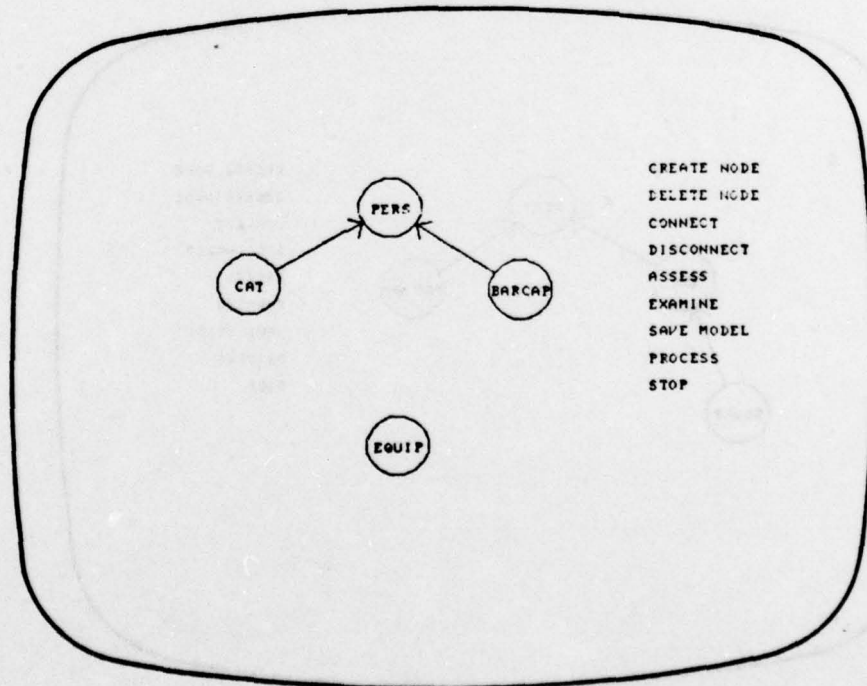 PERS
CAT
BARCAP
EQUIP
CREATE NODE
DELETE NODE
CONNECT
DISCONNECT
ASSESS
EXAMINE
SAVE MODEL
PROCESS
STOP